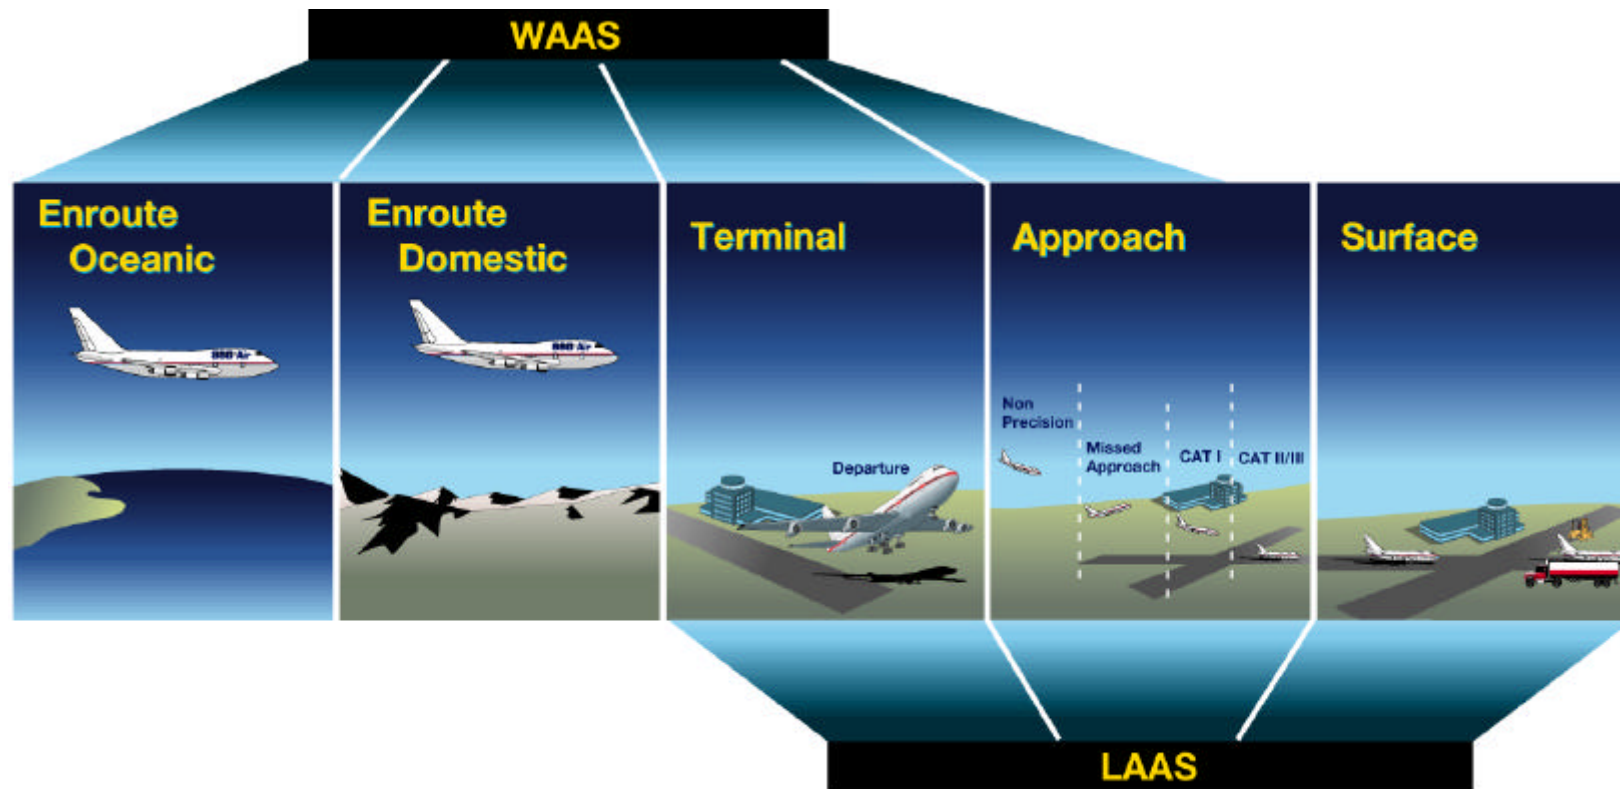 WAAS
Enroute
Oceanic
Enroute
Domestic
Terminal
Approach
Surface
Non
Precision
Missed
Approach
CAT I
CAT II/III
Departure
LAAS